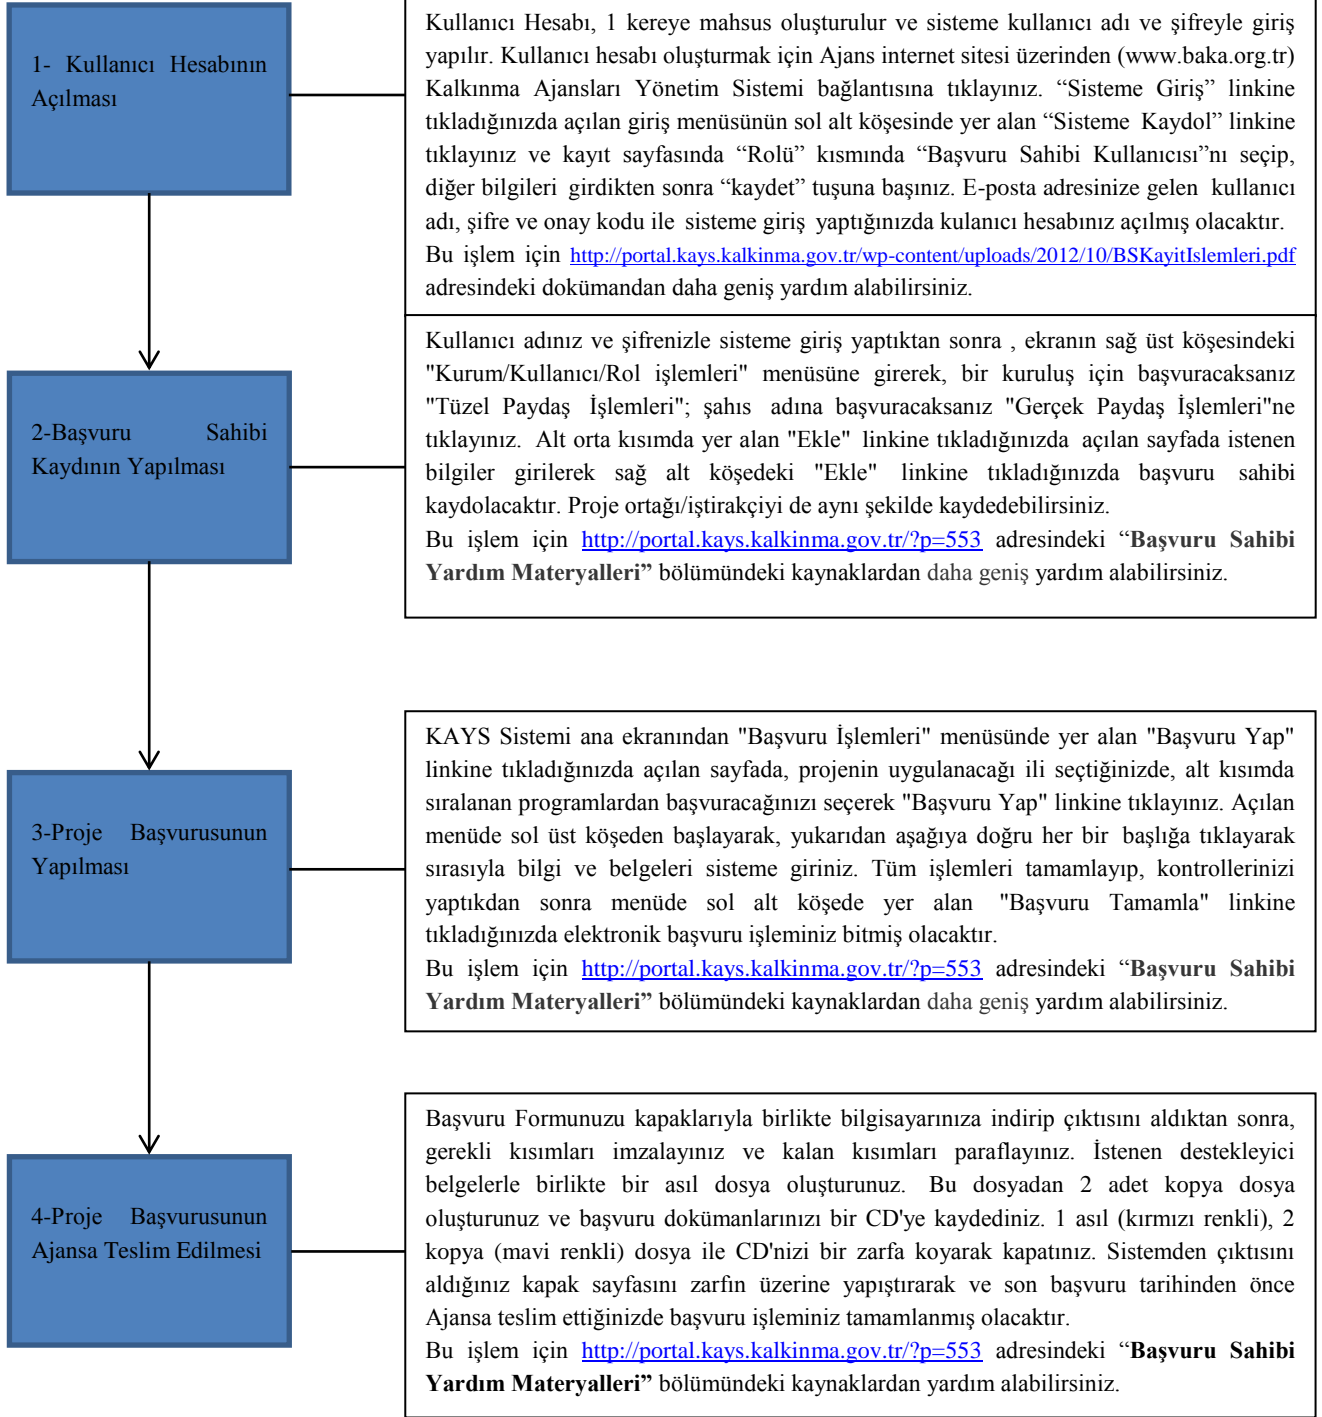 1- Kullanıcı Hesabının
Açılması
Kullanıcı Hesabı, 1 kereye mahsus oluşturulur ve sisteme kullanıcı adı ve şifreyle giriş
yapılır. Kullanıcı hesabı oluşturmak için Ajans internet sitesi üzerinden (www.baka.org.tr)
Kalkınma Ajansları Yönetim Sistemi bağlantısına tıklayınız. “Sisteme Giriş” linkine
tıkladığınızda açılan giriş menüsünün sol alt köşesinde yer alan “Sisteme Kaydol” linkine
tıklayınız ve kayıt sayfasında “Rolü” kısmında “Başvuru Sahibi Kullanıcısı”nı seçip,
diğer bilgileri girdikten sonra “kaydet” tuşuna başınız. E-posta adresinize gelen kullanıcı
adı, şifre ve onay kodu ile sisteme giriş yaptığınızda kulanıcı hesabınız açılmış olacaktır.
Bu işlem için http://portal.kays.kalkinma.gov.tr/wp-content/uploads/2012/10/BSKayitIslemleri.pdf
adresindeki dokümandan daha geniş yardım alabilirsiniz.
2-Başvuru Sahibi
Kaydının Yapılması
Kullanıcı adınız ve şifrenizle sisteme giriş yaptıktan sonra , ekranın sağ üst köşesindeki
"Kurum/Kullanıcı/Rol işlemleri" menüsüne girerek, bir kuruluş için başvuracaksanız
"Tüzel Paydaş İşlemleri"; şahıs adına başvuracaksanız "Gerçek Paydaş İşlemleri"ne
tıklayınız. Alt orta kısımda yer alan "Ekle" linkine tıkladığınızda açılan sayfada istenen
bilgiler girilerek sağ alt köşedeki "Ekle" linkine tıkladığınızda başvuru sahibi
kaydolacaktır. Proje ortağı/iştirakçiyi de aynı şekilde kaydedebilirsiniz.
Bu işlem için http://portal.kays.kalkinma.gov.tr/?p=553 adresindeki “Başvuru Sahibi
Yardım Materyalleri” bölümündeki kaynaklardan daha geniş yardım alabilirsiniz.
3-Proje Başvurusunun
Yapılması
KAYS Sistemi ana ekranından "Başvuru İşlemleri" menüsünde yer alan "Başvuru Yap"
linkine tıkladığınızda açılan sayfada, projenin uygulanacağı ili seçtiğinizde, alt kısımda
sıralanan programlardan başvuracağınızı seçerek "Başvuru Yap" linkine tıklayınız. Açılan
menüde sol üst köşeden başlayarak, yukarıdan aşağıya doğru her bir başlığa tıklayarak
sırasıyla bilgi ve belgeleri sisteme giriniz. Tüm işlemleri tamamlayıp, kontrollerinizi
yaptıkdan sonra menüde sol alt köşede yer alan "Başvuru Tamamla" linkine
tıkladığınızda elektronik başvuru işleminiz bitmiş olacaktır.
Bu işlem için http://portal.kays.kalkinma.gov.tr/?p=553 adresindeki “Başvuru Sahibi
Yardım Materyalleri” bölümündeki kaynaklardan daha geniş yardım alabilirsiniz.
4-Proje Başvurusunun
Ajansa Teslim Edilmesi
Başvuru Formunuzu kapaklarıyla birlikte bilgisayarınıza indirip çıktısını aldıktan sonra,
gerekli kısımları imzalayınız ve kalan kısımları paraflayınız. İstenen destekleyici
belgelerle birlikte bir asıl dosya oluşturunuz. Bu dosyadan 2 adet kopya dosya
oluşturunuz ve başvuru dokümanlarınızı bir CD'ye kaydediniz. 1 asıl (kırmızı renkli), 2
kopya (mavi renkli) dosya ile CD'nizi bir zarfa koyarak kapatınız. Sistemden çıktısını
aldığınız kapak sayfasını zarfın üzerine yapıştırarak ve son başvuru tarihinden önce
Ajansa teslim ettiğinizde başvuru işleminiz tamamlanmış olacaktır.
Bu işlem için http://portal.kays.kalkinma.gov.tr/?p=553 adresindeki “Başvuru Sahibi
Yardım Materyalleri” bölümündeki kaynaklardan yardım alabilirsiniz.